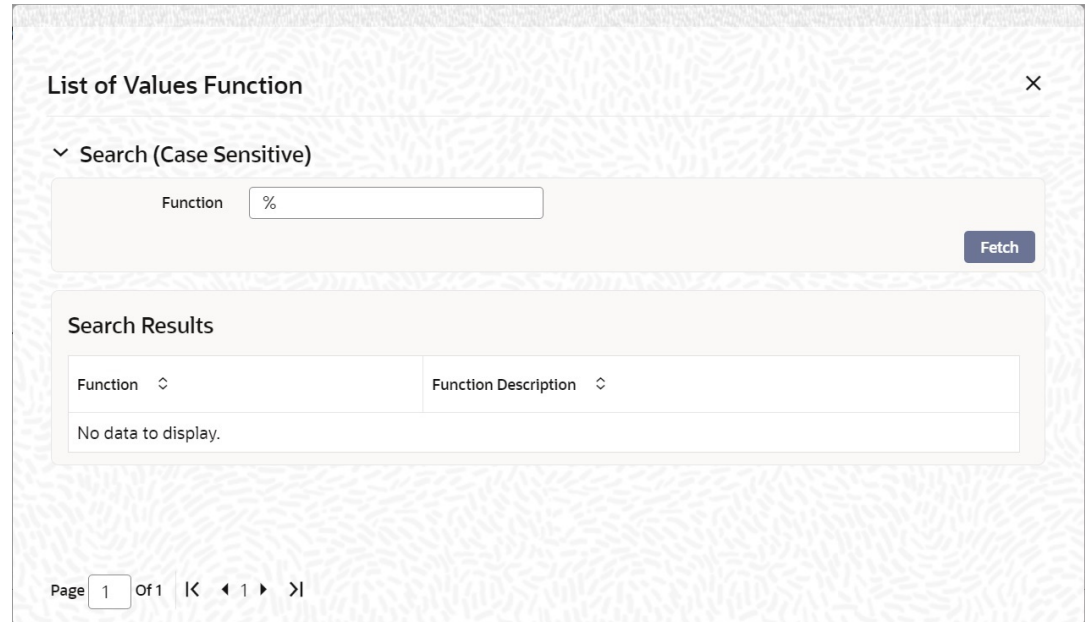 List of Values Function
Search (Case Sensitive)
Function %
Fetch
Search Results
Function Function Description
No data to display.
Page 1 Of 1 1